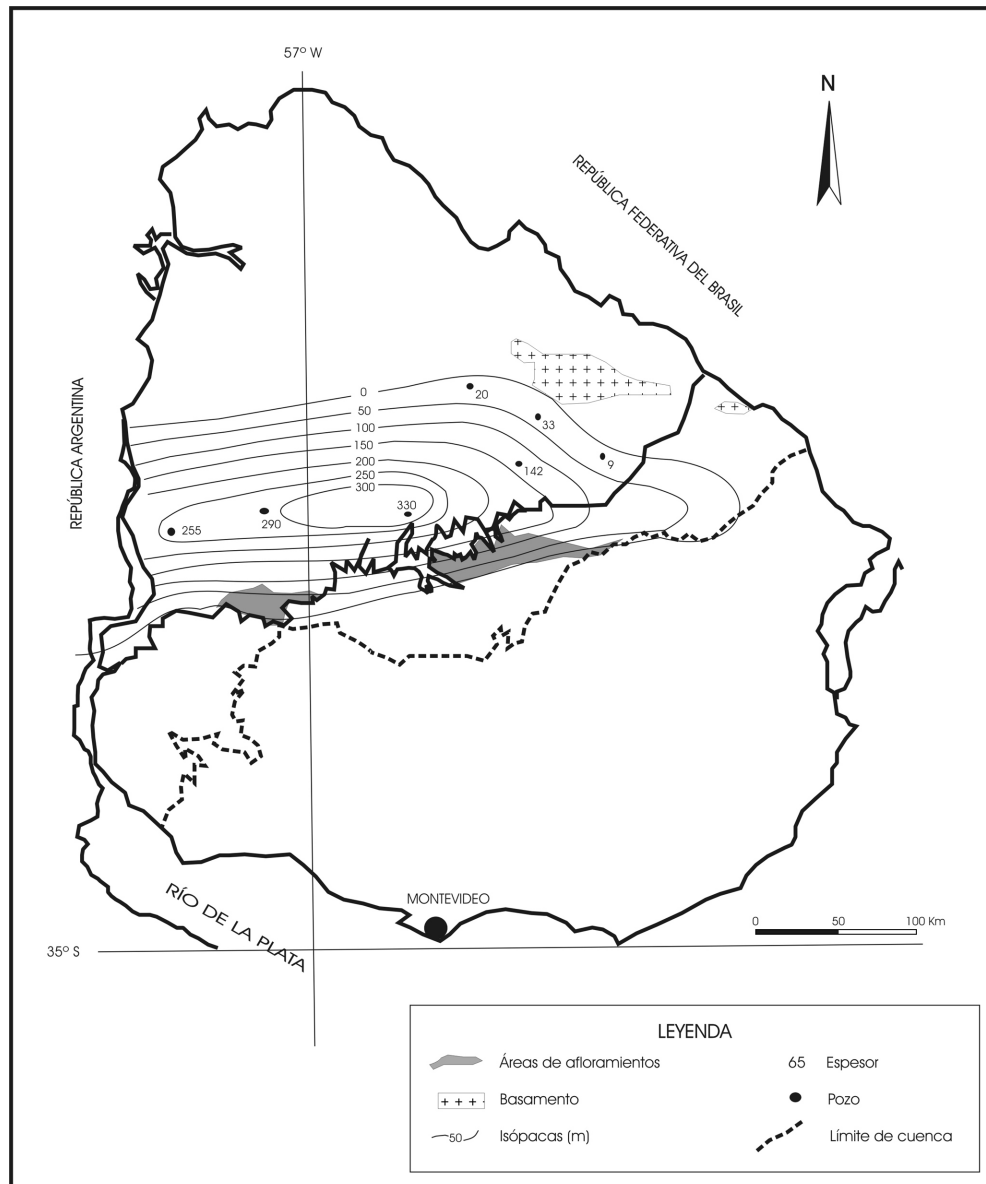 57º W
N
REPÚBLICA FEDERATIVA DEL BRASIL
REPÚBLICA ARGENTINA
0
50
100
150
200
250
300
20
33
9
142
330
290
255
MONTEVIDEO
RÍO DE LA PLATA
35º S
0 50 100 Km
LEYENDA
Áreas de afloramientos
65 Espesor
Basamento
Pozo
50 Isópacas (m)
Límite de cuenca